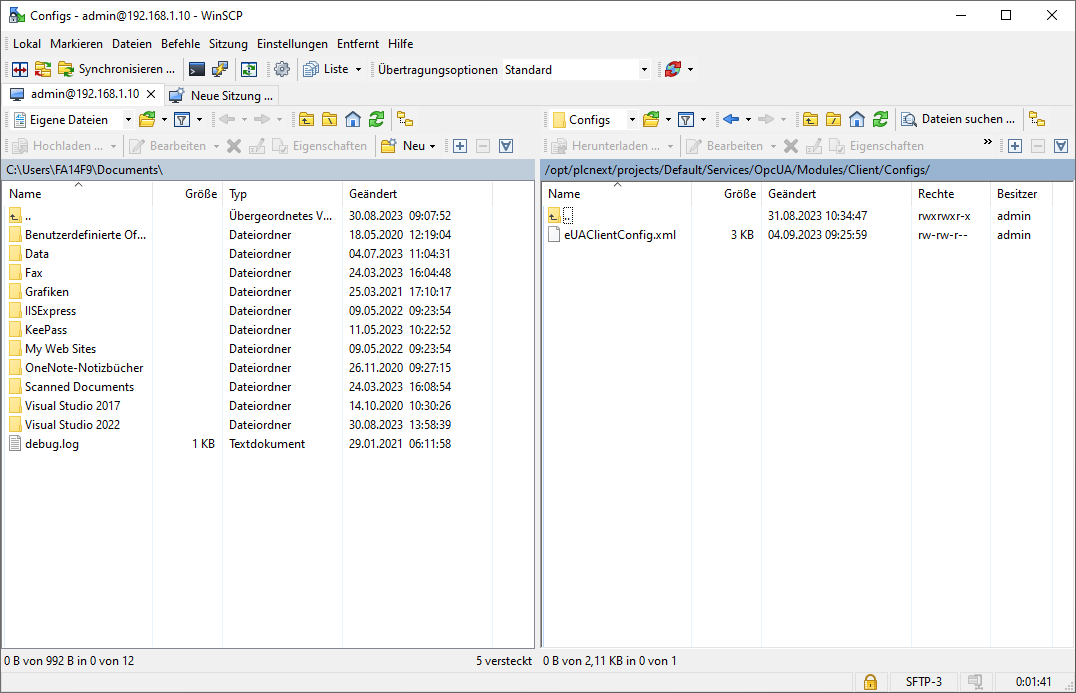 Configs - admin@192.168.1.10 - WinSCP
Lokal Markieren Dateien Befehle Sitzung Einstellungen Entfernt Hilfe
Synchronisieren ... Liste Übertragungsoptionen Standard
admin@192.168.1.10 Neue Sitzung ...
Eigene Dateien
Configs Dateien suchen ...
Hochladen ... Bearbeiten Eigenschaften Neu
Herunterladen ... Bearbeiten Eigenschaften »
C:\Users\FA14F9\Documents\
Name Größe Typ Geändert
.. Übergeordnetes V... 30.08.2023 09:07:52
Benutzerdefinierte Of... Dateiordner 18.05.2020 12:19:04
Data Dateiordner 04.07.2023 11:04:31
Fax Dateiordner 24.03.2023 16:04:48
Grafiken Dateiordner 25.03.2021 17:10:17
IISExpress Dateiordner 09.05.2022 09:23:54
KeePass Dateiordner 11.05.2023 10:22:52
My Web Sites Dateiordner 09.05.2022 09:23:54
OneNote-Notizbücher Dateiordner 26.11.2020 09:27:15
Scanned Documents Dateiordner 24.03.2023 16:08:54
Visual Studio 2017 Dateiordner 14.10.2020 10:30:26
Visual Studio 2022 Dateiordner 30.08.2023 13:58:39
debug.log 1 KB Textdokument 29.01.2021 06:11:58
/opt/plcnext/projects/Default/Services/OpcUA/Modules/Client/Configs/
Name Größe Geändert Rechte Besitzer
.. 31.08.2023 10:34:47 rwxrwxr-x admin
eUAClientConfig.xml 3 KB 04.09.2023 09:25:59 rw-rw-r-- admin
0 B von 992 B in 0 von 12 5 versteckt
0 B von 2,11 KB in 0 von 1
SFTP-3 0:01:41